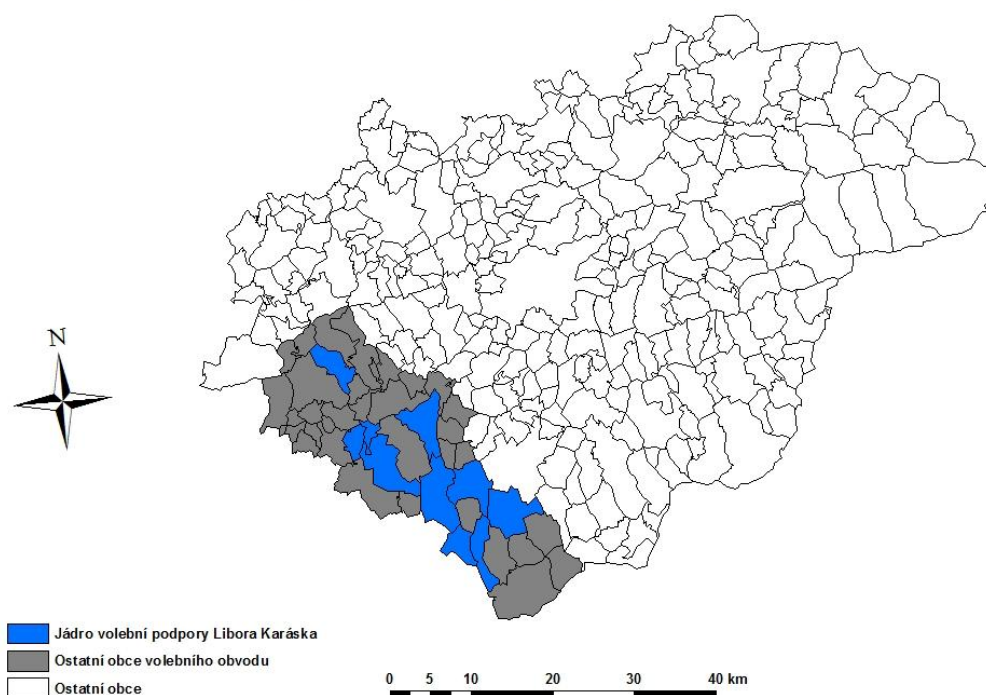 N
Jádro volební podpory Libora Karáska
Ostatní obce volebního obvodu
Ostatní obce
0 5 10 20 30 40 km